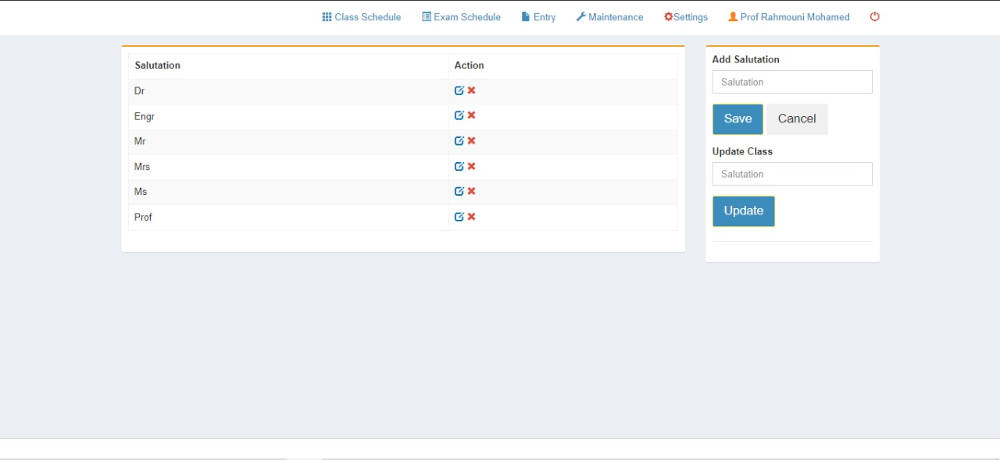 Class Schedule Exam Schedule Entry Maintenance Settings Prof Rahmouni Mohamed
Salutation Action
Dr
Engr
Mr
Mrs
Ms
Prof
Add Salutation
Salutation
Save Cancel
Update Class
Salutation
Update